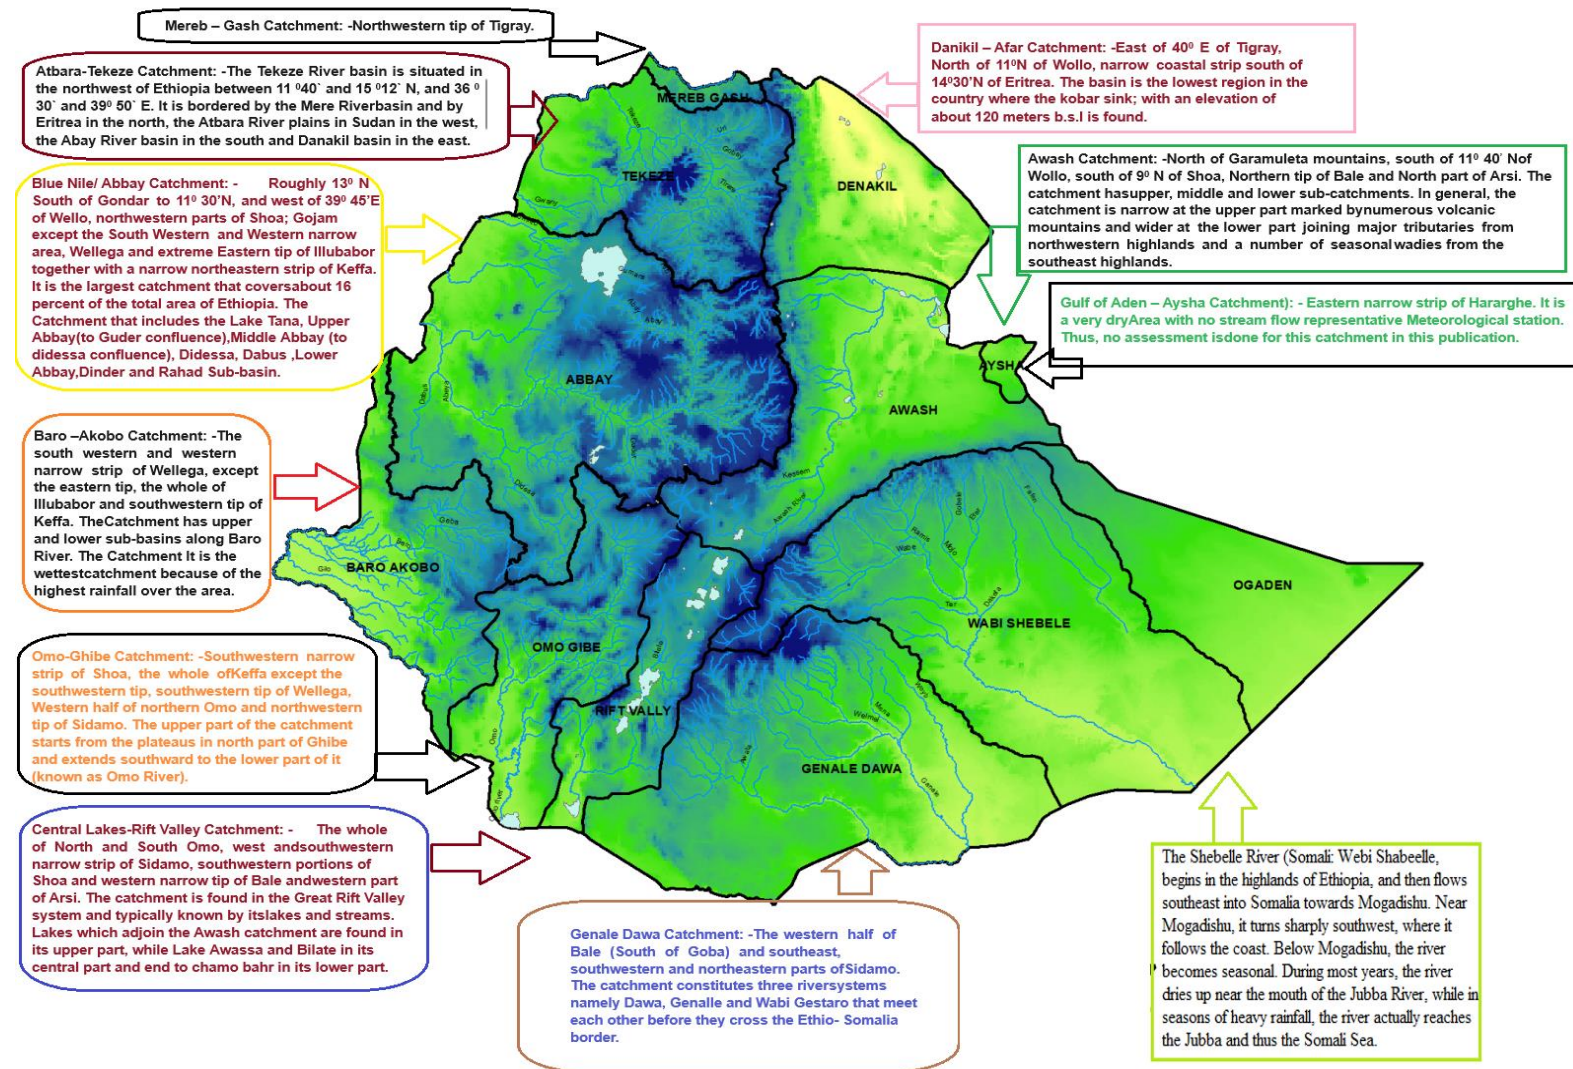 Mereb – Gash Catchment: -Northwestern tip of Tigray.
Atbara-Tekeze Catchment: -The Tekeze River basin is situated in
the northwest of Ethiopia between 11 ⁰40` and 15 ⁰12` N, and 36 ⁰
30` and 39⁰ 50` E. It is bordered by the Mere Riverbasin and by
Eritrea in the north, the Atbara River plains in Sudan in the west,
the Abay River basin in the south and Danakil basin in the east.
Danikil – Afar Catchment: -East of 40⁰ E of Tigray,
North of 11⁰N of Wollo, narrow coastal strip south of
14⁰30’N of Eritrea. The basin is the lowest region in the
country where the kobar sink; with an elevation of
about 120 meters b.s.l is found.
Awash Catchment: -North of Garamuleta mountains, south of 11⁰ 40’ Nof
Wollo, south of 9⁰ N of Shoa, Northern tip of Bale and North part of Arsi. The
catchment hasupper, middle and lower sub-catchments. In general, the
catchment is narrow at the upper part marked bynumerous volcanic
mountains and wider at the lower part joining major tributaries from
northwestern highlands and a number of seasonalwadies from the
southeast highlands.
Blue Nile/ Abbay Catchment: - Roughly 13⁰ N
South of Gondar to 11⁰ 30’N, and west of 39⁰ 45’E
of Wello, northwestern parts of Shoa; Gojam
except the South Western and Western narrow
area, Wellega and extreme Eastern tip of Illubabor
together with a narrow northeastern strip of Keffa.
It is the largest catchment that coversabout 16
percent of the total area of Ethiopia. The
Catchment that includes the Lake Tana, Upper
Abbay(to Guder confluence),Middle Abbay (to
didessa confluence), Didessa, Dabus ,Lower
Abbay,Dinder and Rahad Sub-basin.
Gulf of Aden – Aysha Catchment): - Eastern narrow strip of Hararghe. It is
a very dryArea with no stream flow representative Meteorological station.
Thus, no assessment isdone for this catchment in this publication.
Baro –Akobo Catchment: -The
south western and western
narrow strip of Wellega, except
the eastern tip, the whole of
Illubabor and southwestern tip of
Keffa. TheCatchment has upper
and lower sub-basins along Baro
River. The Catchment It is the
wettestcatchment because of the
highest rainfall over the area.
Omo-Ghibe Catchment: -Southwestern narrow
strip of Shoa, the whole ofKeffa except the
southwestern tip, southwestern tip of Wellega,
Western half of northern Omo and northwestern
tip of Sidamo. The upper part of the catchment
starts from the plateaus in north part of Ghibe
and extends southward to the lower part of it
(known as Omo River).
Central Lakes-Rift Valley Catchment: - The whole
of North and South Omo, west andsouthwestern
narrow strip of Sidamo, southwestern portions of
Shoa and western narrow tip of Bale andwestern part
of Arsi. The catchment is found in the Great Rift Valley
system and typically known by itslakes and streams.
Lakes which adjoin the Awash catchment are found in
its upper part, while Lake Awassa and Bilate in its
central part and end to chamo bahr in its lower part.
Genale Dawa Catchment: -The western half of
Bale (South of Goba) and southeast,
southwestern and northeastern parts ofSidamo.
The catchment constitutes three riversystems
namely Dawa, Genalle and Wabi Gestaro that meet
each other before they cross the Ethio- Somalia
border.
The Shebelle River (Somali: Webi Shabeelle,
begins in the highlands of Ethiopia, and then flows
southeast into Somalia towards Mogadishu. Near
Mogadishu, it turns sharply southwest, where it
follows the coast. Below Mogadishu, the river
becomes seasonal. During most years, the river
dries up near the mouth of the Jubba River, while in
seasons of heavy rainfall, the river actually reaches
the Jubba and thus the Somali Sea.
MEREB GASH
TEKEZE
DENAKIL
ABBAY
AYSHA
AWASH
BARO AKOBO
OGADEN
WABI SHEBELE
OMO GIBE
RIFT VALLY
GENALE DAWA
Tekeze
Gobay
Dabus
Didessa
Kessem
Awash River
Geba
Baro
Gilo
Ramis
Wabe
Mojo
Gobele
Fafen
Daketa
Omo
Welmel
Mena
Weyb
Genale
Awata